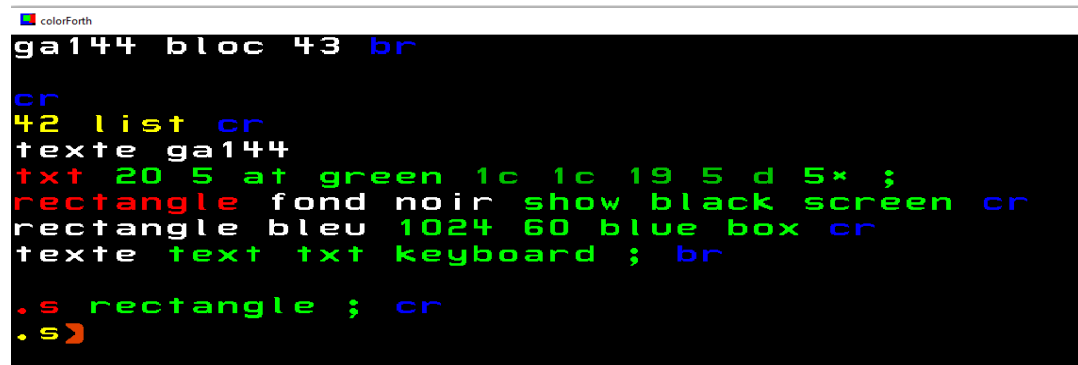 colorForth
ga144 bloc 43 br
cr
42 list cr
texte ga144
txt 20 5 at green 1c 1c 19 5 d 5* ;
rectangle fond noir show black screen cr
rectangle bleu 1024 60 blue box cr
texte text txt keyboard ; br
.s rectangle ; cr
.s